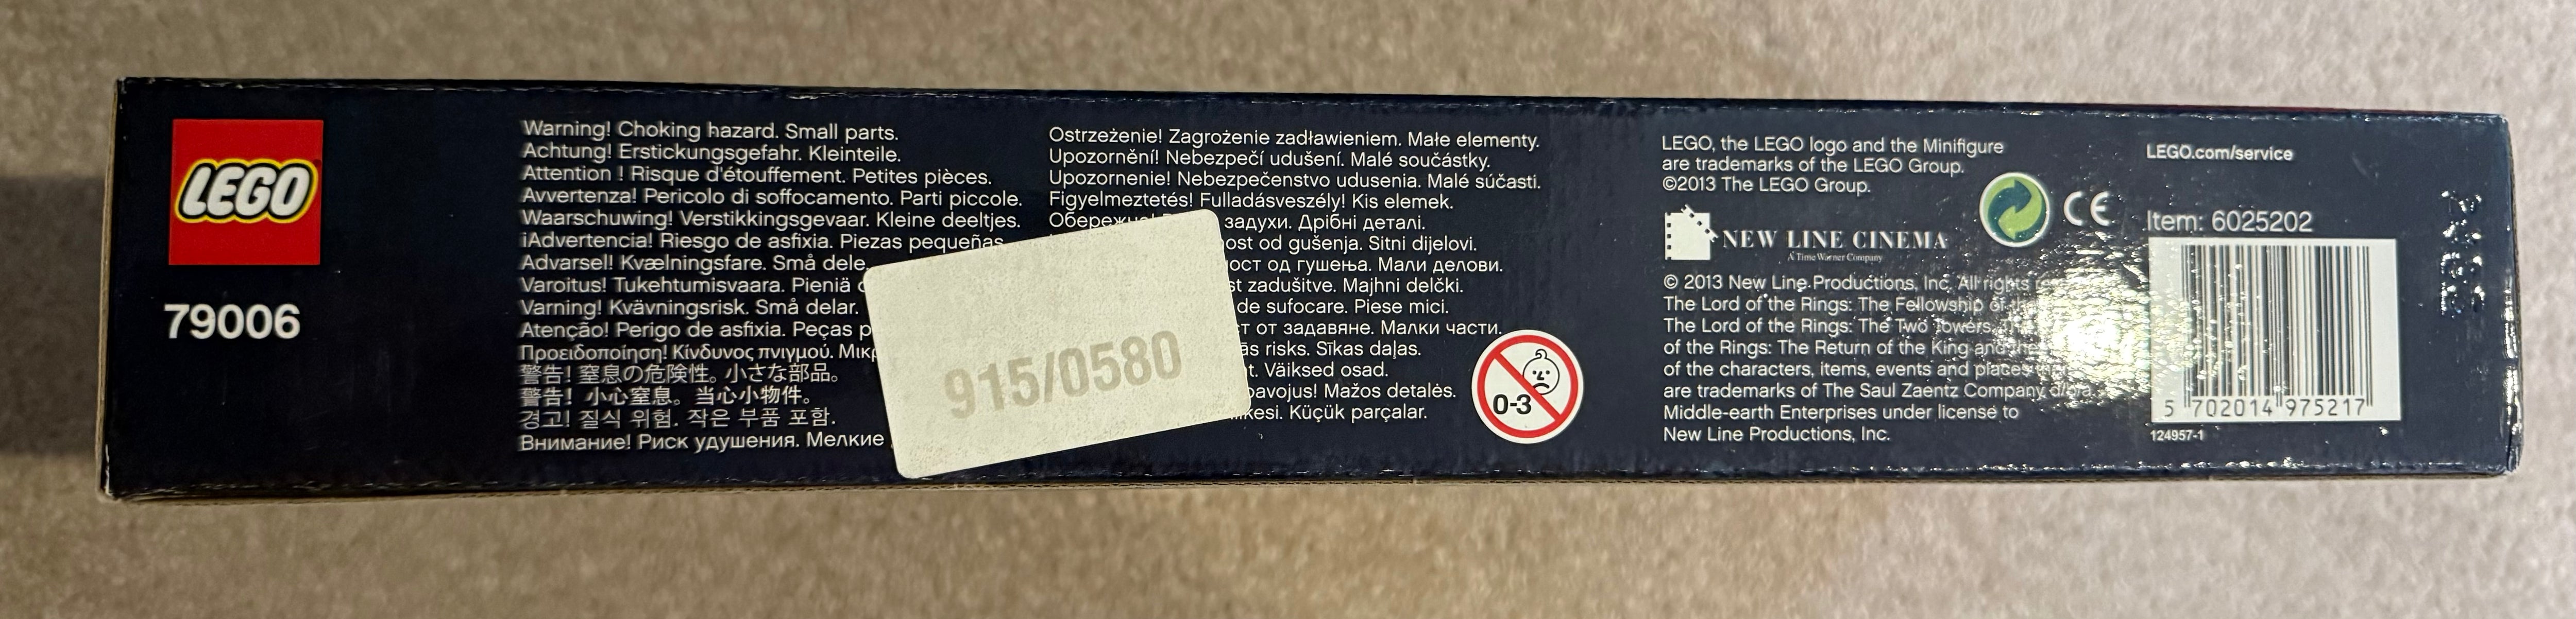 LEGO
79006
Warning! Choking hazard. Small parts.
Achtung! Erstickungsgefahr. Kleinteile.
Attention ! Risque d'étouffement. Petites pièces.
Avvertenza! Pericolo di soffocamento. Parti piccole.
Waarschuwing! Verstikkingsgevaar. Kleine deeltjes.
¡Advertencia! Riesgo de asfixia. Piezas pequeñas.
Advarsel! Kvælningsfare. Små dele.
Varoitus! Tukehtumisvaara. Pieniä
Varning! Kvävningsrisk. Små delar.
Atenção! Perigo de asfixia. Peças
Προειδοποίηση! Κίνδυνος πνιγμού.
警告! 窒息の危険性。小さな部品。
警告! 小心窒息。当心小物件。
경고! 질식 위험. 작은 부품 포함.
Внимание! Риск удушения. Мелкие
915/0580
Ostrzeżenie! Zagrożenie zadławieniem. Małe elementy.
Upozornění! Nebezpečí udušení. Malé součástky.
Upozornenie! Nebezpečenstvo udusenia. Malé súčasti.
Figyelmeztetés! Fulladásveszély! Kis elemek.
задухи. Дрібні деталі.
od gušenja. Sitni dijelovi.
од гушења. Мали делови.
zadušitve. Majhni delčki.
de sufocare. Piese mici.
от задавяне. Малки части.
risks. Sīkas daļas.
Väiksed osad.
Mažos detalės.
Küçük parçalar.
0-3
LEGO, the LEGO logo and the Minifigure
are trademarks of the LEGO Group.
©2013 The LEGO Group.
NEW LINE CINEMA
A Time Warner Company
CE
© 2013 New Line Productions, Inc. All rights
The Lord of the Rings: The Fellowship of
The Lord of the Rings: The Two Towers,
of the Rings: The Return of the King and the
of the characters, items, events and places
are trademarks of The Saul Zaentz Company d/b/a
Middle-earth Enterprises under license to
New Line Productions, Inc.
LEGO.com/service
Item: 6025202
5 702014 975217
124957-1